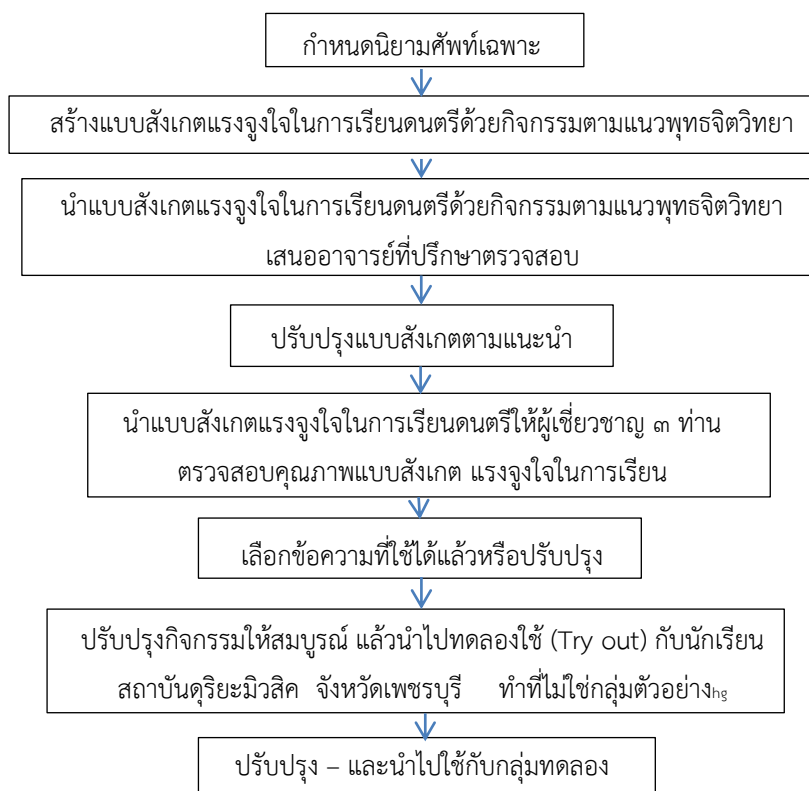 กำหนดนิยามศัพท์เฉพาะ
สร้างแบบสังเกตแรงจูงใจในการเรียนดนตรีด้วยกิจกรรมตามแนวพุทธจิตวิทยา
นำแบบสังเกตแรงจูงใจในการเรียนดนตรีด้วยกิจกรรมตามแนวพุทธจิตวิทยา
เสนออาจารย์ที่ปรึกษาตรวจสอบ
ปรับปรุงแบบสังเกตตามแนะนำ
นำแบบสังเกตแรงจูงใจในการเรียนดนตรีให้ผู้เชี่ยวชาญ ๓ ท่าน
ตรวจสอบคุณภาพแบบสังเกต แรงจูงใจในการเรียน
เลือกข้อความที่ใช้ได้แล้วหรือปรับปรุง
ปรับปรุงกิจกรรมให้สมบูรณ์ แล้วนำไปทดลองใช้ (Try out) กับนักเรียน
สถาบันดุริยะมิวสิค จังหวัดเพชรบุรี ทำที่ไม่ใช่กลุ่มตัวอย่างhg
ปรับปรุง – และนำไปใช้กับกลุ่มทดลอง